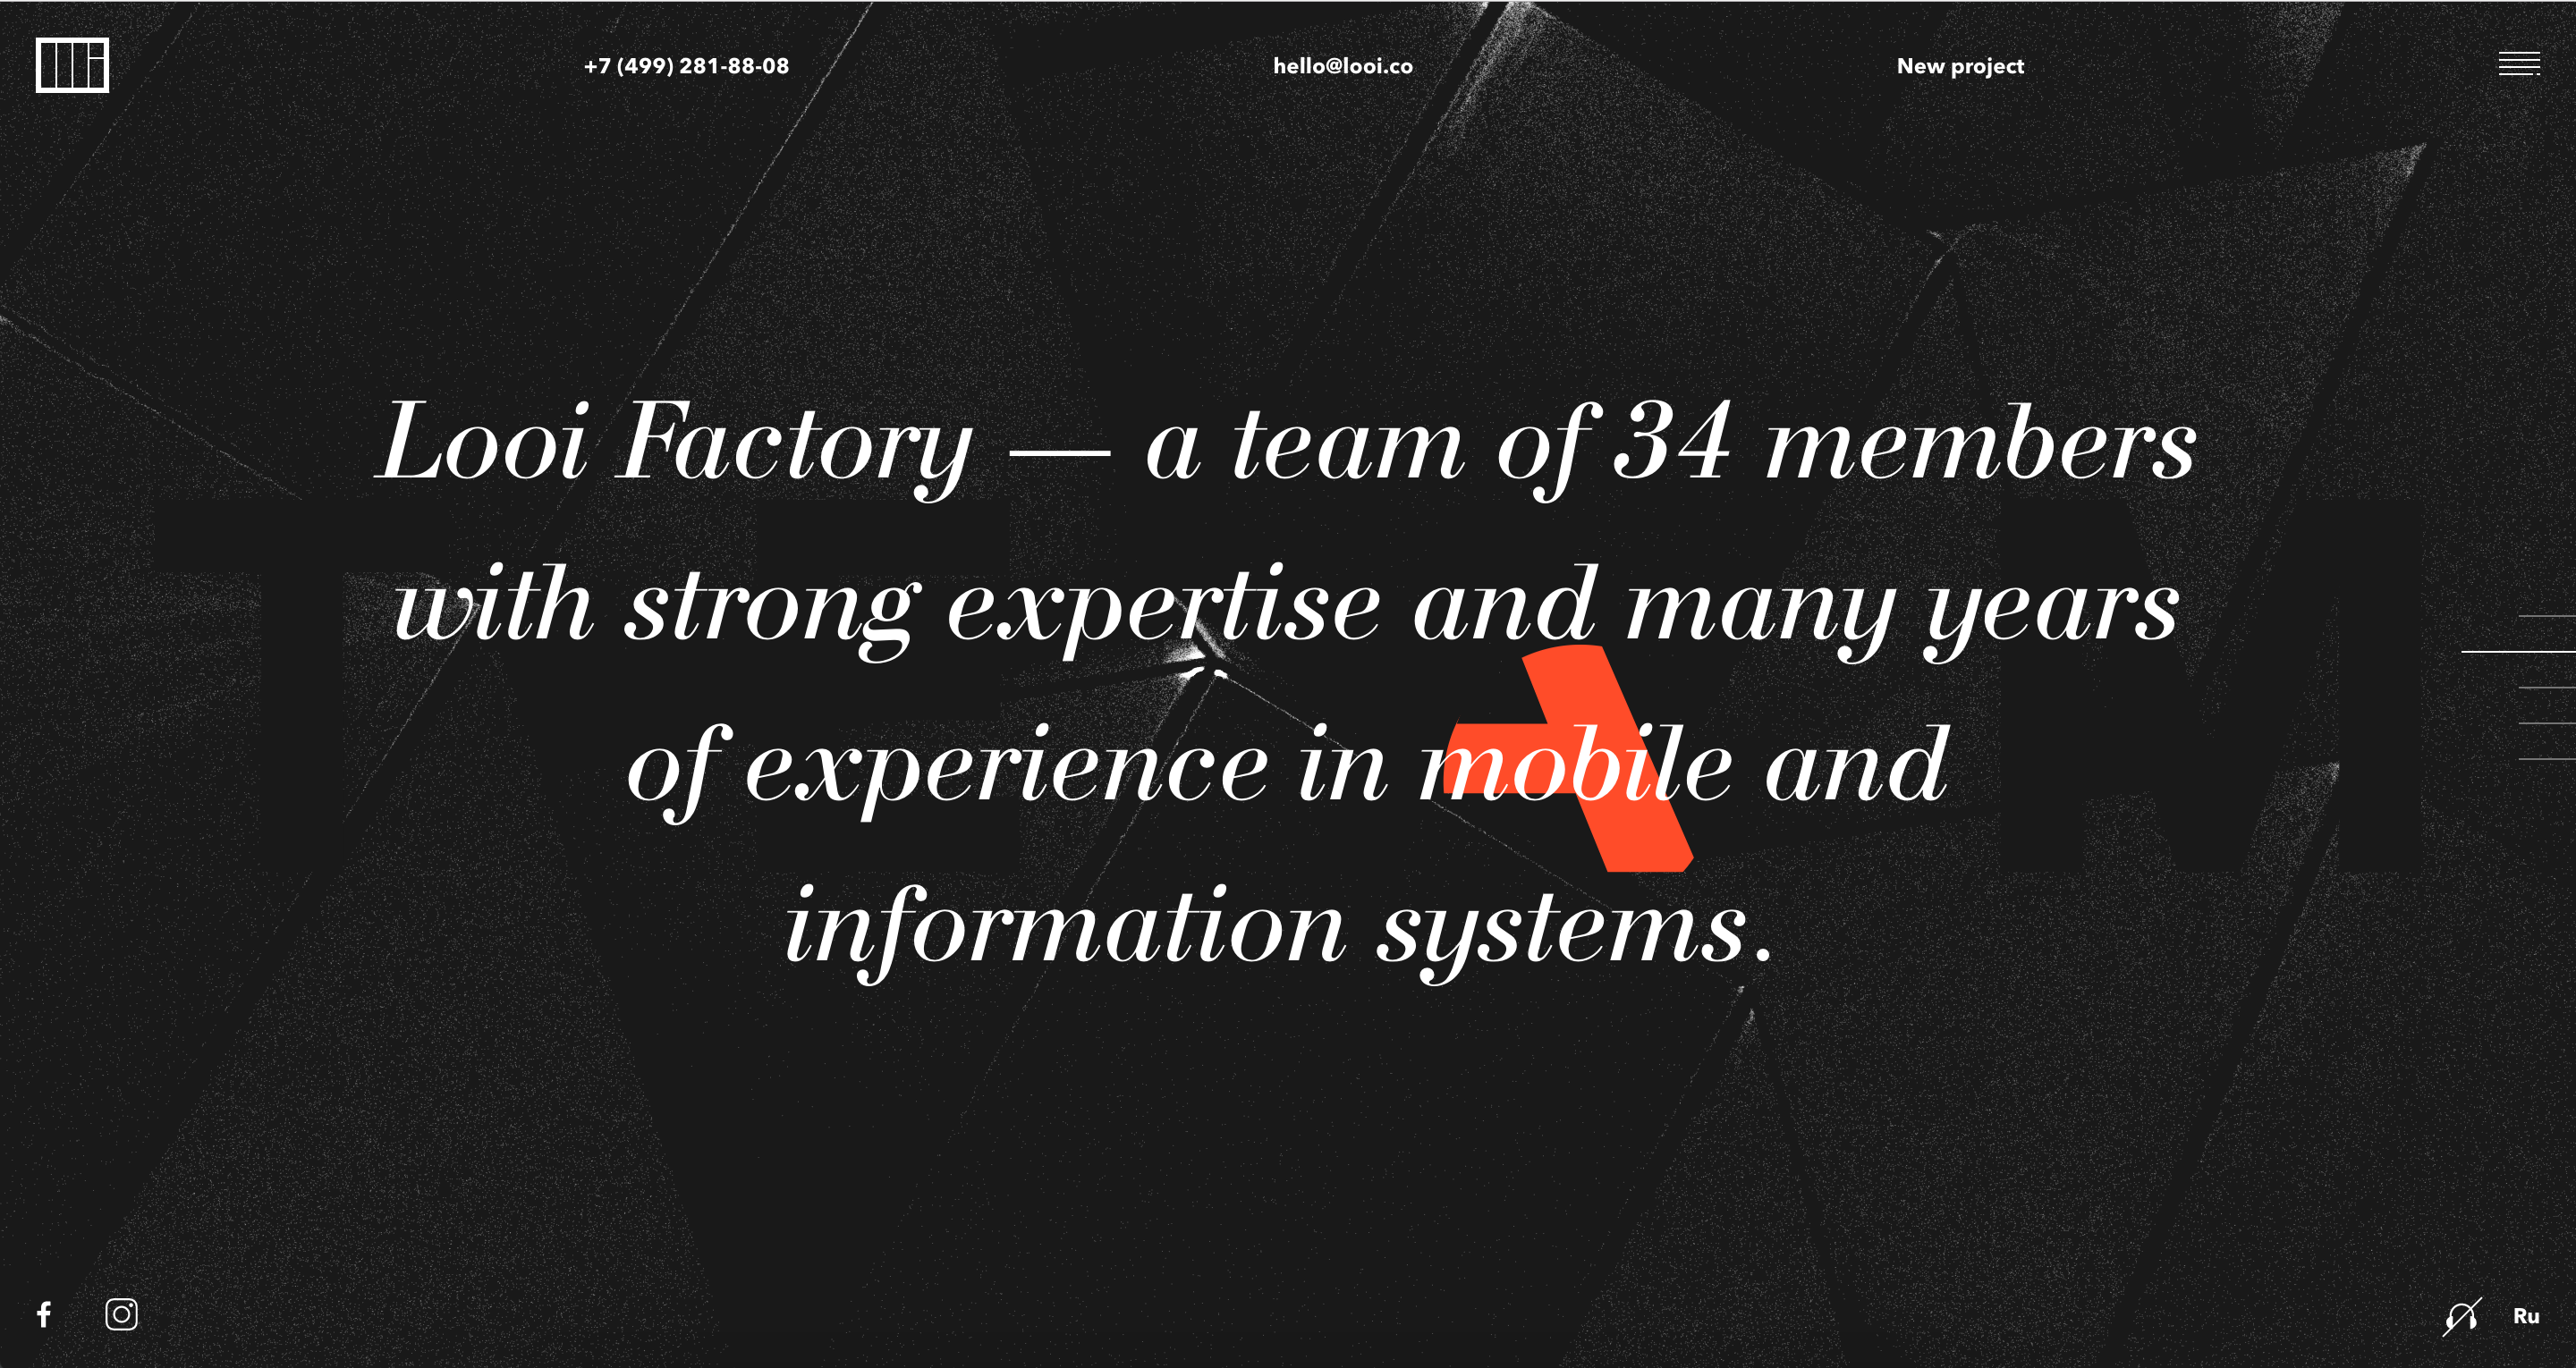 +7 (499) 281-88-08
hello@looi.co
New project
Looi Factory — a team of 34 members
with strong expertise and many years
of experience in mobile and
information systems.
TEAM
Ru